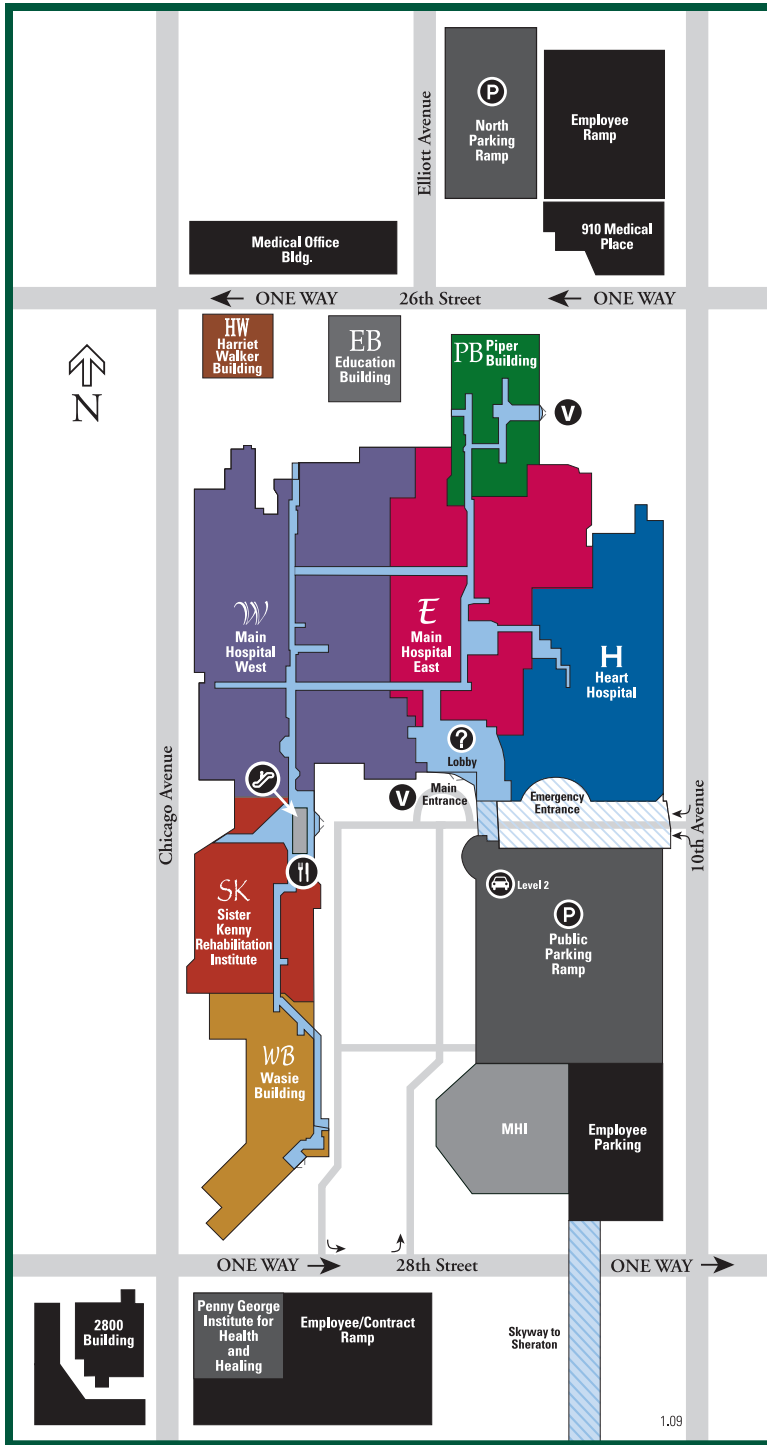 Elliott Avenue
P
North
Parking
Ramp
Employee
Ramp
910 Medical
Place
Medical Office
Bldg.
ONE WAY
26th Street
ONE WAY
N
HW
Harriet
Walker
Building
EB
Education
Building
PB Piper
Building
V
W
Main
Hospital
West
E
Main
Hospital
East
H
Heart
Hospital
?
Lobby
Chicago Avenue
V
Main
Entrance
Emergency
Entrance
10th Avenue
SK
Sister
Kenny
Rehabilitation
Institute
Level 2
P
Public
Parking
Ramp
WB
Wasie
Building
MHI
Employee
Parking
ONE WAY
28th Street
ONE WAY
2800
Building
Penny George
Institute for
Health
and
Healing
Employee/Contract
Ramp
Skyway to
Sheraton
1.09